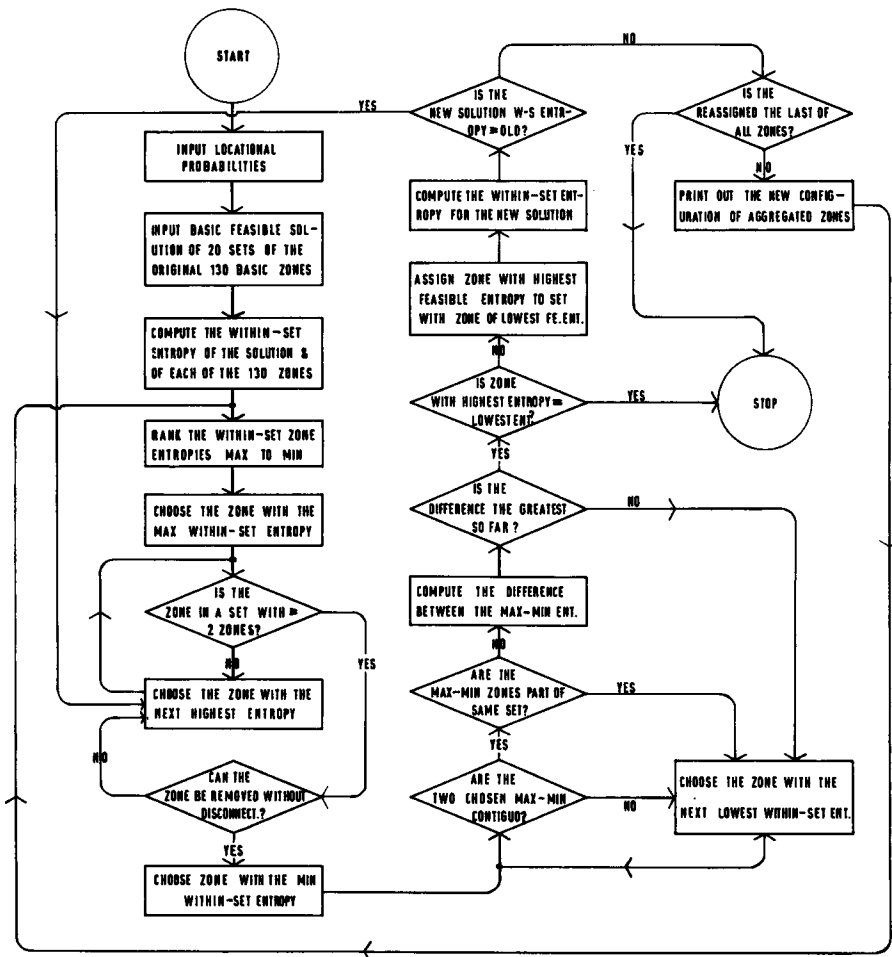 START
INPUT LOCATIONAL
PROBABILITIES
INPUT BASIC FEASIBLE SOL-
UTION OF 20 SETS OF THE
ORIGINAL 130 BASIC ZONES
COMPUTE THE WITHIN-SET
ENTROPY OF THE SOLUTION &
OF EACH OF THE 130 ZONES
RANK THE WITHIN-SET ZONE
ENTROPIES MAX TO MIN
CHOOSE THE ZONE WITH THE
MAX WITHIN-SET ENTROPY
IS THE
ZONE IN A SET WITH =
2 ZONES?
YES
NO
CHOOSE THE ZONE WITH THE
NEXT HIGHEST ENTROPY
NO
CAN THE
ZONE BE REMOVED WITHOUT
DISCONNECT.?
YES
CHOOSE ZONE WITH THE MIN
WITHIN-SET ENTROPY
YES
NO
IS THE
NEW SOLUTION W-S ENTR-
OPY = OLD?
COMPUTE THE WITHIN-SET ENT-
ROPY FOR THE NEW SOLUTION
ASSIGN ZONE WITH HIGHEST
FEASIBLE ENTROPY TO SET
WITH ZONE OF LOWEST FE.ENT.
NO
IS ZONE
WITH HIGHEST ENTROPY =
LOWEST ENT?
YES
YES
IS THE
DIFFERENCE THE GREATEST
SO FAR?
NO
COMPUTE THE DIFFERENCE
BETWEEN THE MAX-MIN ENT.
NO
ARE THE
MAX-MIN ZONES PART OF
SAME SET?
YES
YES
ARE THE
TWO CHOSEN MAX-MIN
CONTIGUO?
NO
IS THE
REASSIGNED THE LAST OF
ALL ZONES?
YES
NO
PRINT OUT THE NEW CONFIG-
URATION OF AGGREGATED ZONES
STOP
CHOOSE THE ZONE WITH THE
NEXT LOWEST WITHIN-SET ENT.